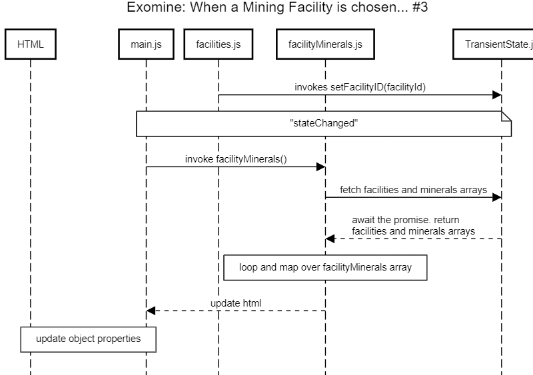 Exomine: When a Mining Facility is chosen... #3
HTML
main.js
facilities.js
facilityMinerals.js
TransientState.j
invokes setFacilityID(facilityId)
"stateChanged"
invoke facilityMinerals()
fetch facilities and minerals arrays
await the promise. return
facilities and minerals arrays
loop and map over facilityMinerals array
update html
update object properties